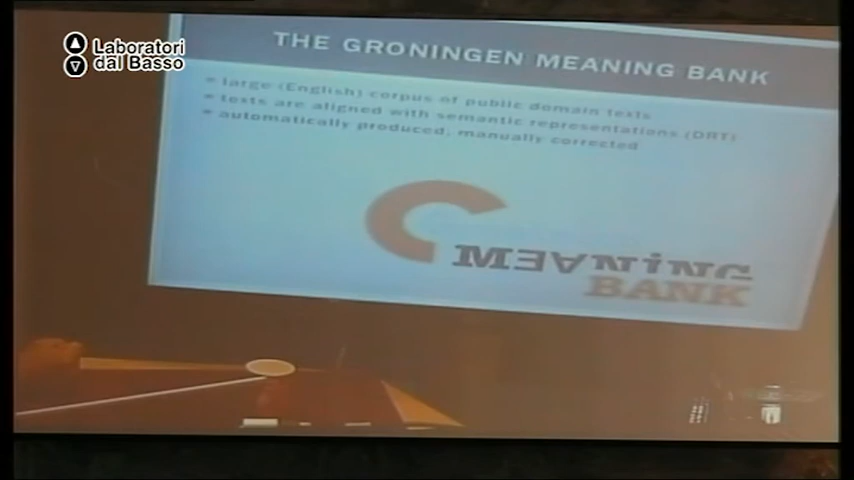 Laboratori
dal Basso
THE GRONINGEN MEANING BANK
large (English) corpus of public domain texts
texts are aligned with semantic representations (DRT)
automatically produced, manually corrected
MEANING
BANK